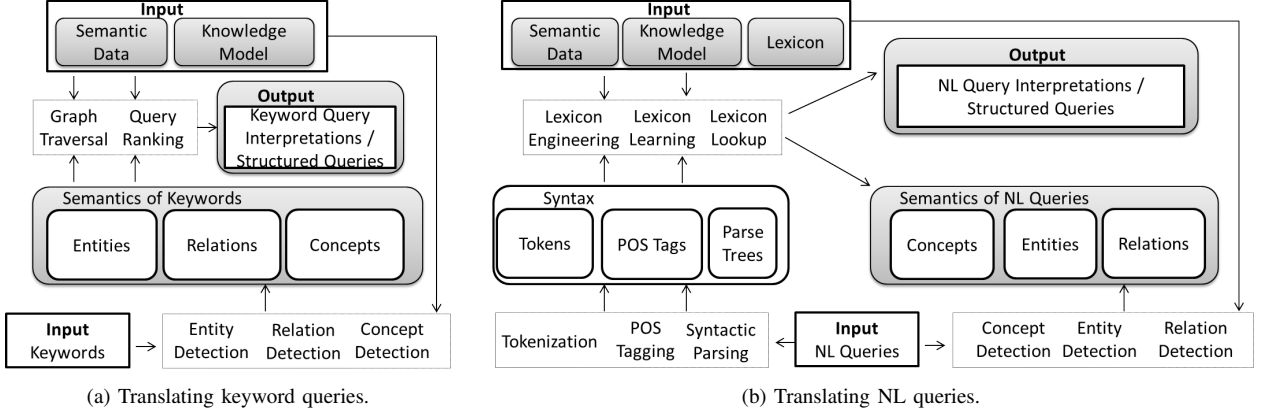 Input
Semantic
Data
Knowledge
Model
Graph
Traversal
Query
Ranking
Output
Keyword Query
Interpretations /
Structured Queries
Semantics of Keywords
Entities
Relations
Concepts
Input
Keywords
Entity
Detection
Relation
Detection
Concept
Detection
(a) Translating keyword queries.
Input
Semantic
Data
Knowledge
Model
Lexicon
Output
NL Query Interpretations /
Structured Queries
Lexicon
Engineering
Lexicon
Learning
Lexicon
Lookup
Syntax
Tokens
POS Tags
Parse
Trees
Semantics of NL Queries
Concepts
Entities
Relations
Tokenization
POS
Tagging
Syntactic
Parsing
Input
NL Queries
Concept
Detection
Entity
Detection
Relation
Detection
(b) Translating NL queries.